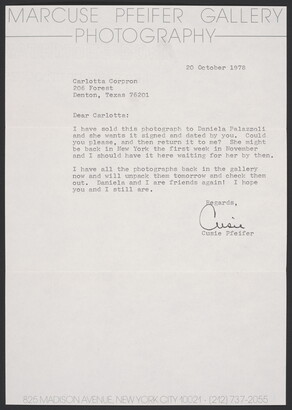 MARCUSE PFEIFER GALLERY
PHOTOGRAPHY
20 October 1978
Carlotta Corpron
206 Forest
Denton, Texas 76201
Dear Carlotta:
I have sold this photograph to Daniela Palazzoli
and she wants it signed and dated by you. Could
you please, and then return it to me? She might
be back in New York the first week in November
and I should have it here waiting for her by then.
I have all the photographs back in the gallery
now and will unpack them tomorrow and check them
out. Daniela and I are friends again! I hope
you and I still are.
Regards,
Cusie
Cusie Pfeifer
825 MADISON AVENUE, NEW YORK CITY 10021 - (212) 737-2055